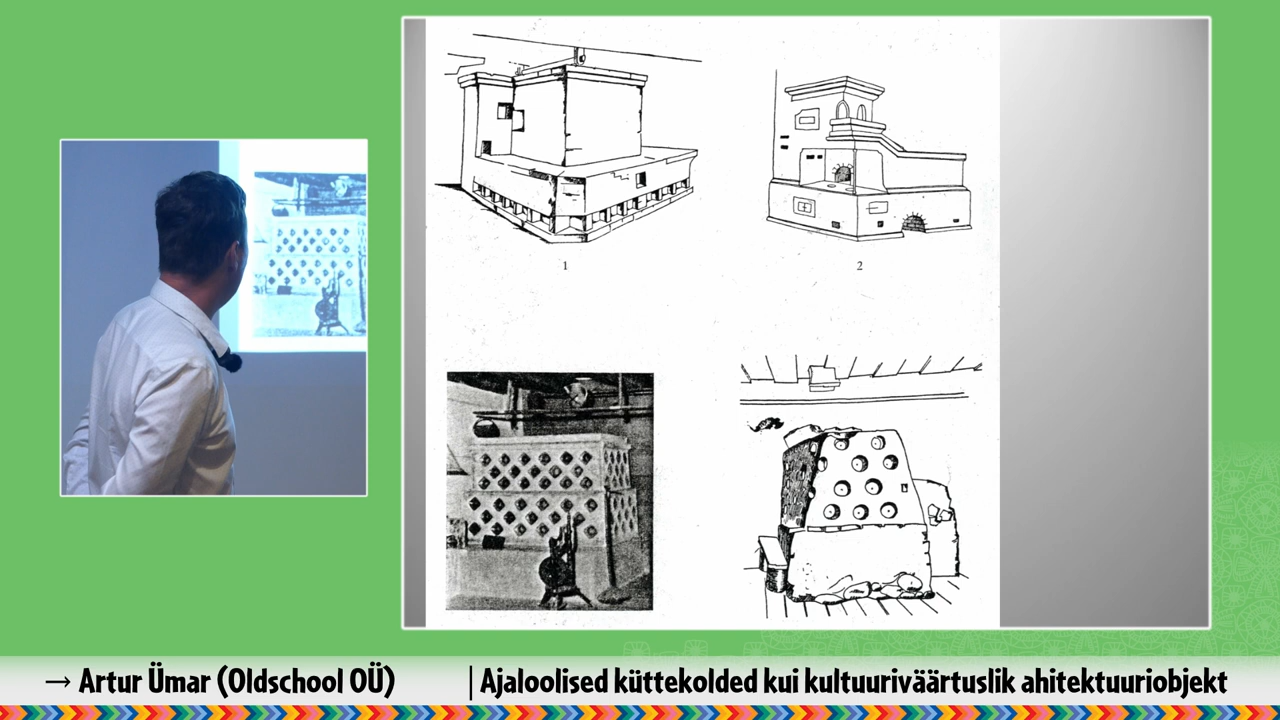 1
2
→ Artur Ümar (Oldschool OÜ) | Ajaloolised küttekolded kui kultuuriväärtuslik ahitektuuriobjekt